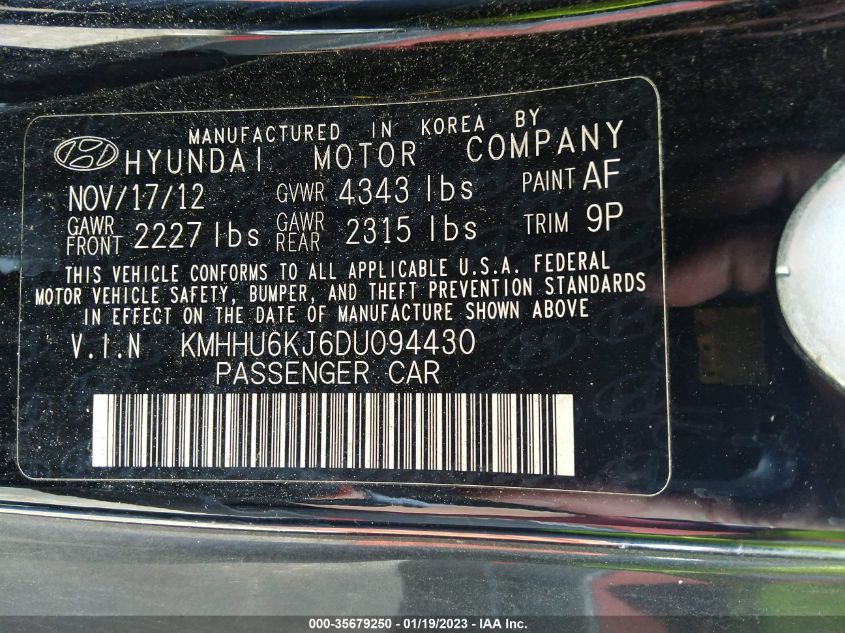 MANUFACTURED IN KOREA BY
HYUNDAI MOTOR COMPANY
NOV/17/12 GVWR 4343 lbs PAINT AF
GAWR FRONT 2227 lbs GAWR REAR 2315 lbs TRIM 9P
THIS VEHICLE CONFORMS TO ALL APPLICABLE U.S.A. FEDERAL
MOTOR VEHICLE SAFETY, BUMPER, AND THEFT PREVENTION STANDARDS
IN EFFECT ON THE DATE OF MANUFACTURE SHOWN ABOVE
V.I.N KMHHU6KJ6DU094430
PASSENGER CAR
000-35679250 - 01/19/2023 - IAA Inc.